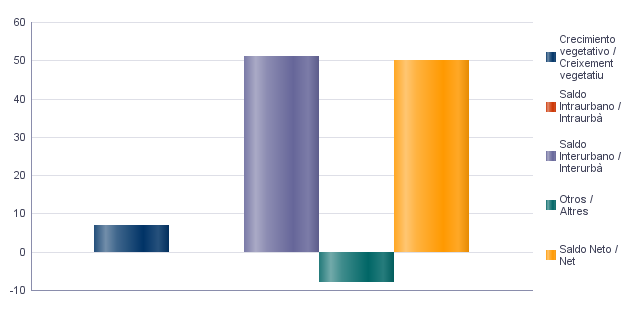 60
50
40
30
20
10
0
-10
Crecimiento
vegetativo /
Creixement
vegetatiu
Saldo
Intraurbano /
Intraurbà
Saldo
Interurbano /
Interurbà
Otros /
Altres
Saldo Neto /
Net